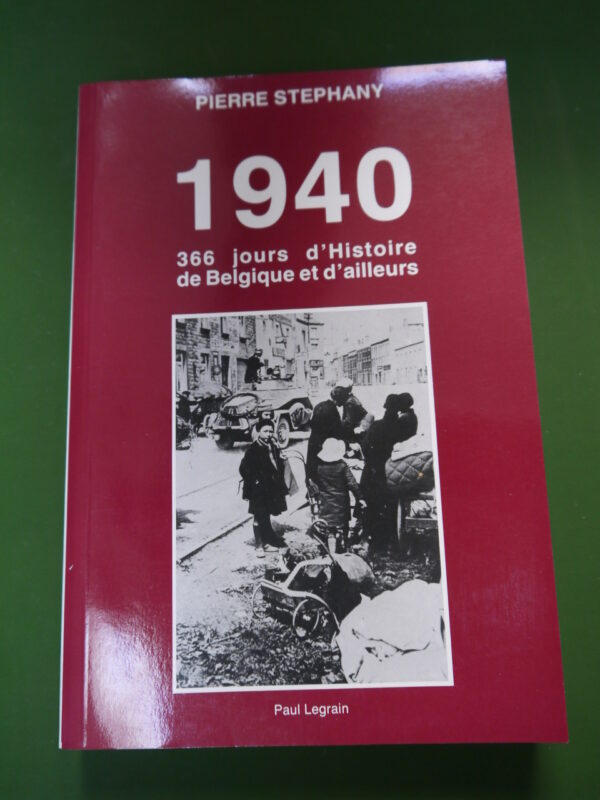 PIERRE STEPHANY
1940
366 jours d'Histoire
de Belgique et d'ailleurs
Paul Legrain